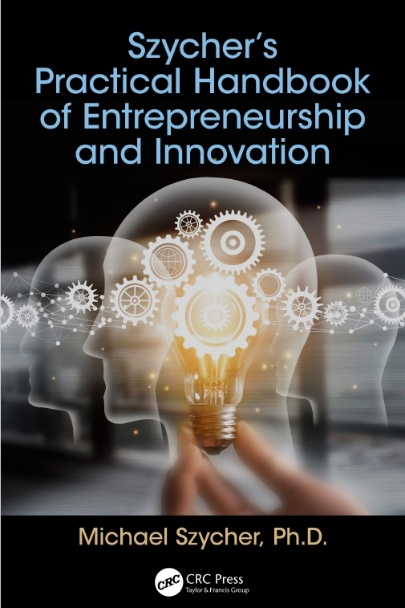 Szycher's
Practical Handbook
of Entrepreneurship
and Innovation
Michael Szycher, Ph.D.
CRC
CRC Press
Taylor & Francis Group